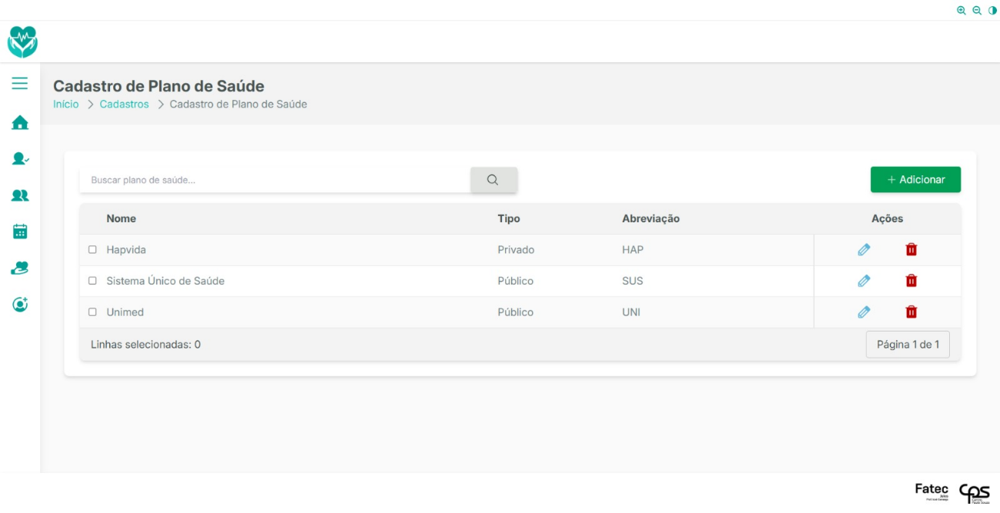 Cadastro de Plano de Saúde
Início > Cadastros > Cadastro de Plano de Saúde
Buscar plano de saúde...
+ Adicionar
Nome Tipo Abreviação Ações
Hapvida Privado HAP
Sistema Único de Saúde Público SUS
Unimed Público UNI
Linhas selecionadas: 0
Página 1 de 1
Fatec
cps